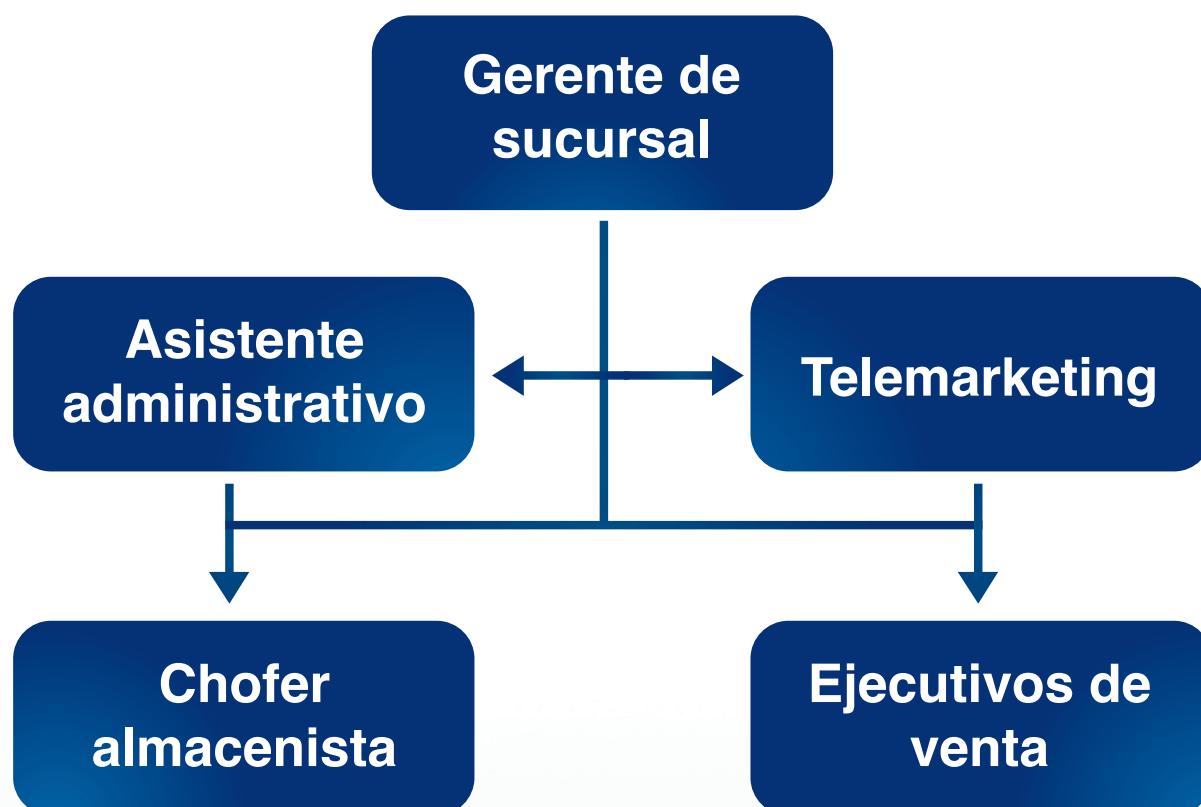 Gerente de
sucursal
Asistente
administrativo
Telemarketing
Chofer
almacenista
Ejecutivos de
venta